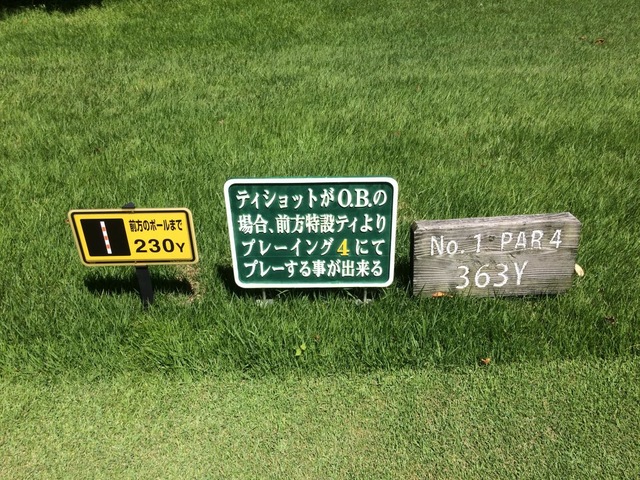 前方のポールまで
230Y
ティショットがO.B.の
場合、前方特設ティより
プレーイング4にて
プレーする事が出来る
No. 1 PAR 4
363Y